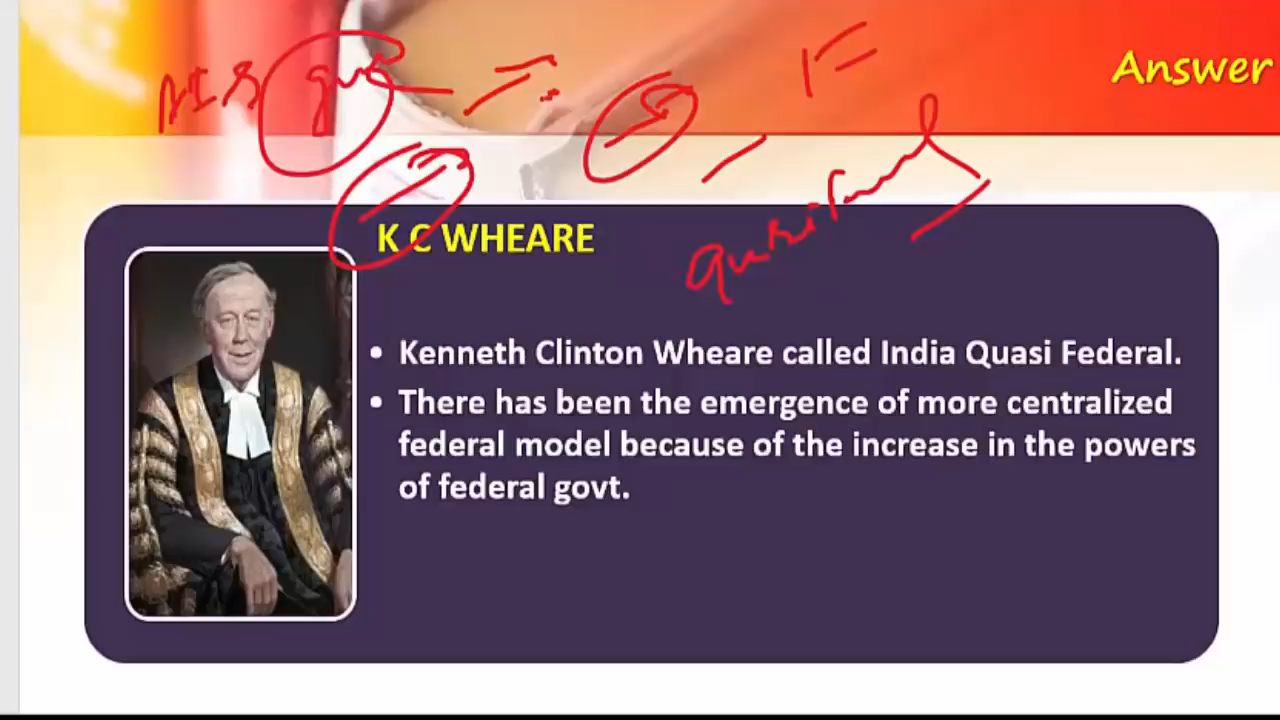 Answer
K C WHEARE
• Kenneth Clinton Wheare called India Quasi Federal.
• There has been the emergence of more centralized
federal model because of the increase in the powers
of federal govt.